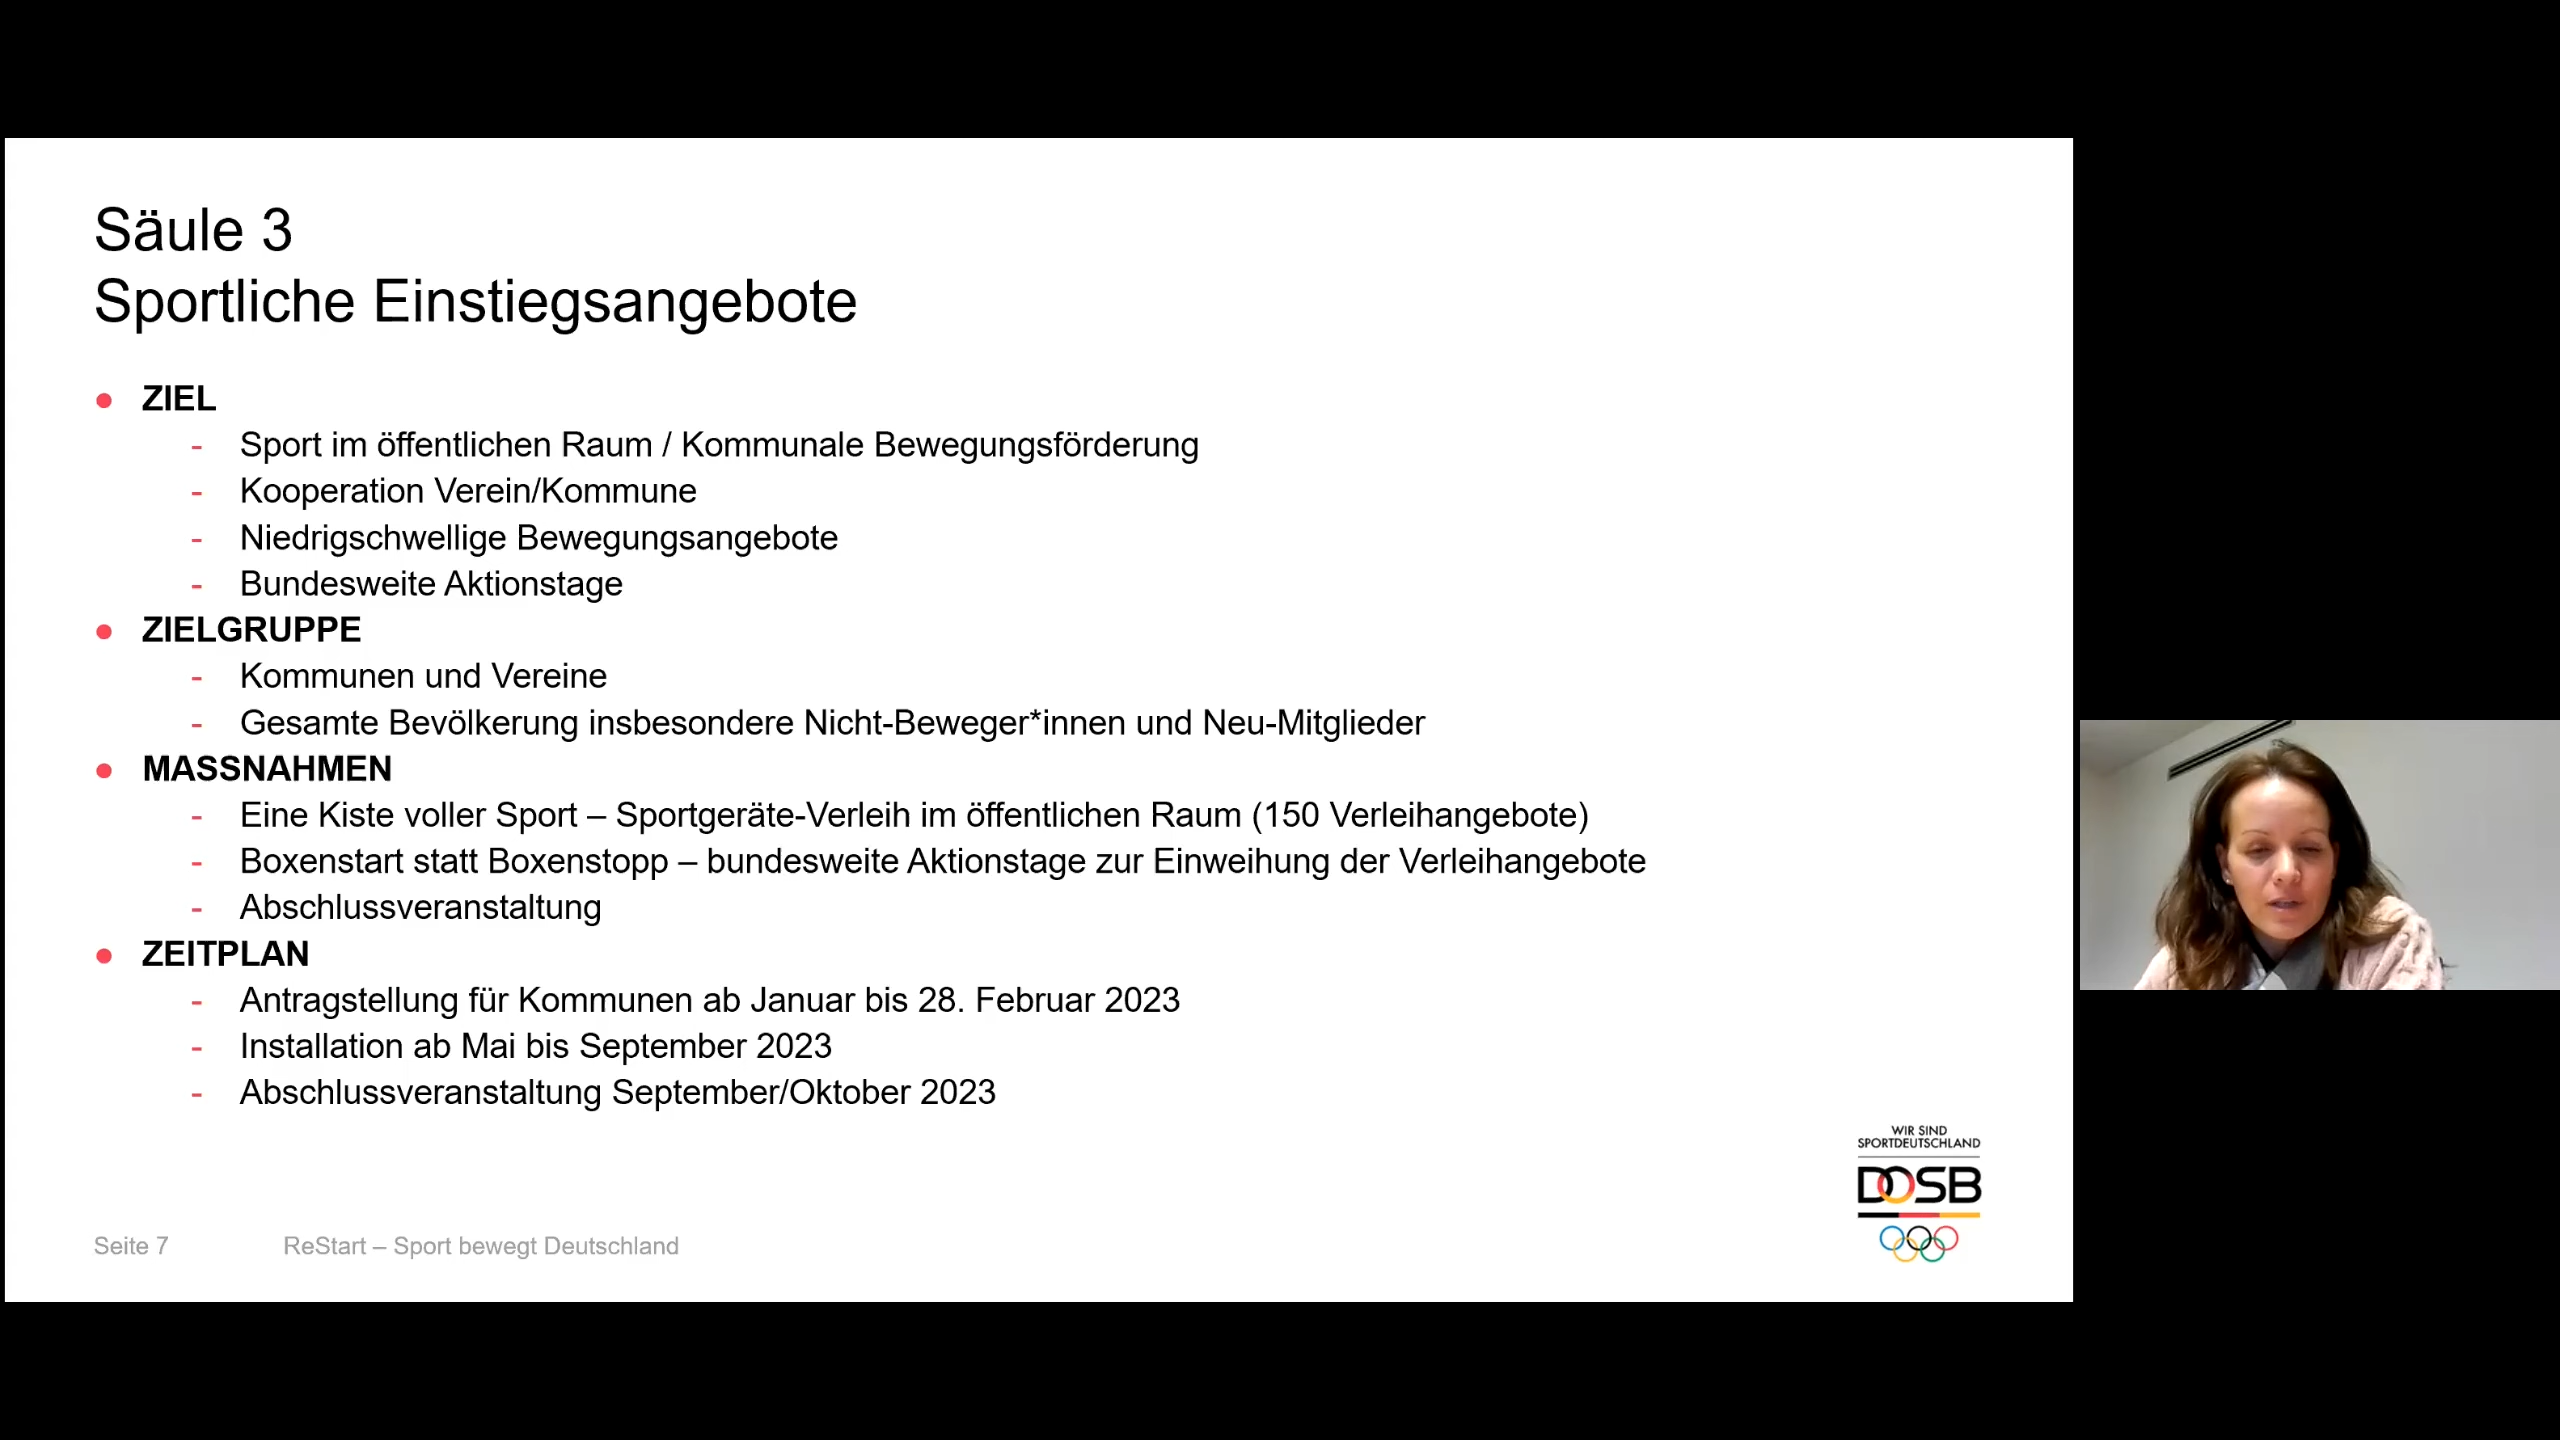 Säule 3
Sportliche Einstiegsangebote
● ZIEL
- Sport im öffentlichen Raum / Kommunale Bewegungsförderung
- Kooperation Verein/Kommune
- Niedrigschwellige Bewegungsangebote
- Bundesweite Aktionstage
● ZIELGRUPPE
- Kommunen und Vereine
- Gesamte Bevölkerung insbesondere Nicht-Beweger*innen und Neu-Mitglieder
● MASSNAHMEN
- Eine Kiste voller Sport – Sportgeräte-Verleih im öffentlichen Raum (150 Verleihangebote)
- Boxenstart statt Boxenstopp – bundesweite Aktionstage zur Einweihung der Verleihangebote
- Abschlussveranstaltung
● ZEITPLAN
- Antragstellung für Kommunen ab Januar bis 28. Februar 2023
- Installation ab Mai bis September 2023
- Abschlussveranstaltung September/Oktober 2023
WIR SIND
SPORTDEUTSCHLAND
DOSB
Seite 7 ReStart – Sport bewegt Deutschland